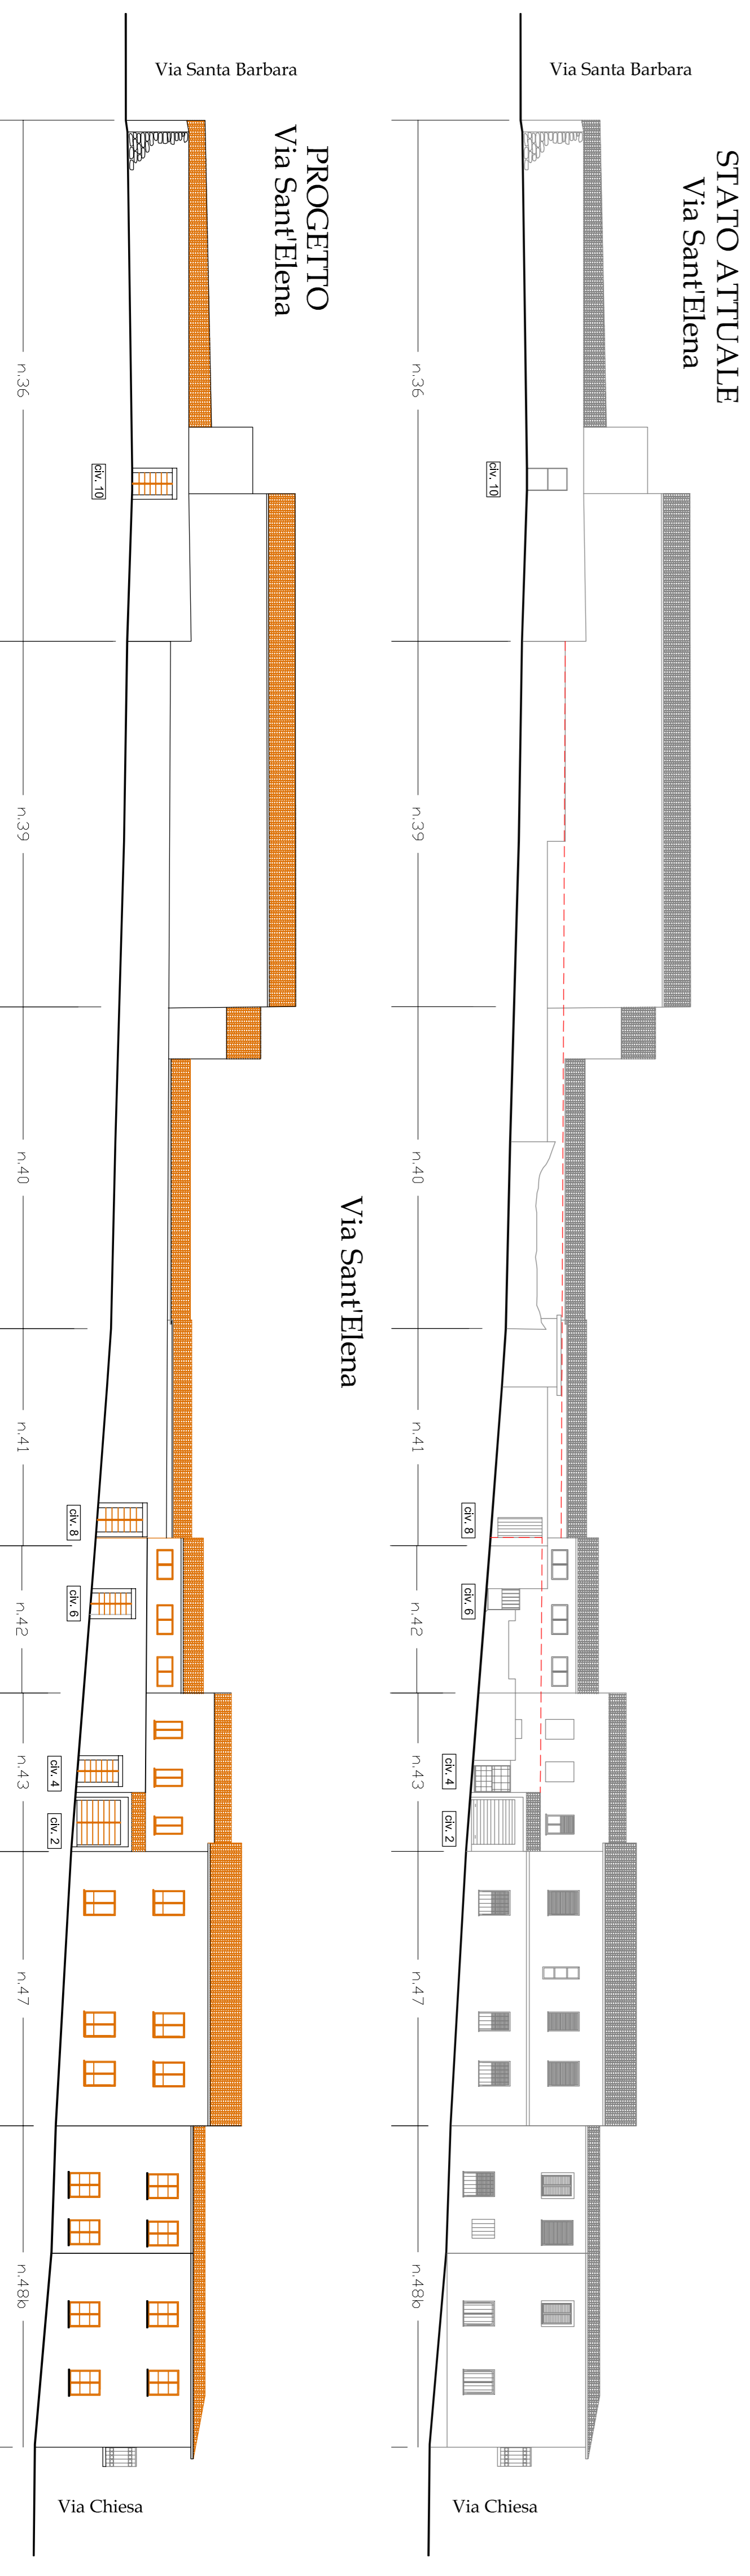 STATO ATTUALE
Via Sant'Elena
Via Santa Barbara
Via Chiesa
civ. 10
civ. 8
civ. 6
civ. 4
civ. 2
n.36
n.39
n.40
n.41
n.42
n.43
n.47
n.48b
Via Sant'Elena
PROGETTO
Via Sant'Elena
Via Santa Barbara
Via Chiesa
civ. 10
civ. 8
civ. 6
civ. 4
civ. 2
n.36
n.39
n.40
n.41
n.42
n.43
n.47
n.48b